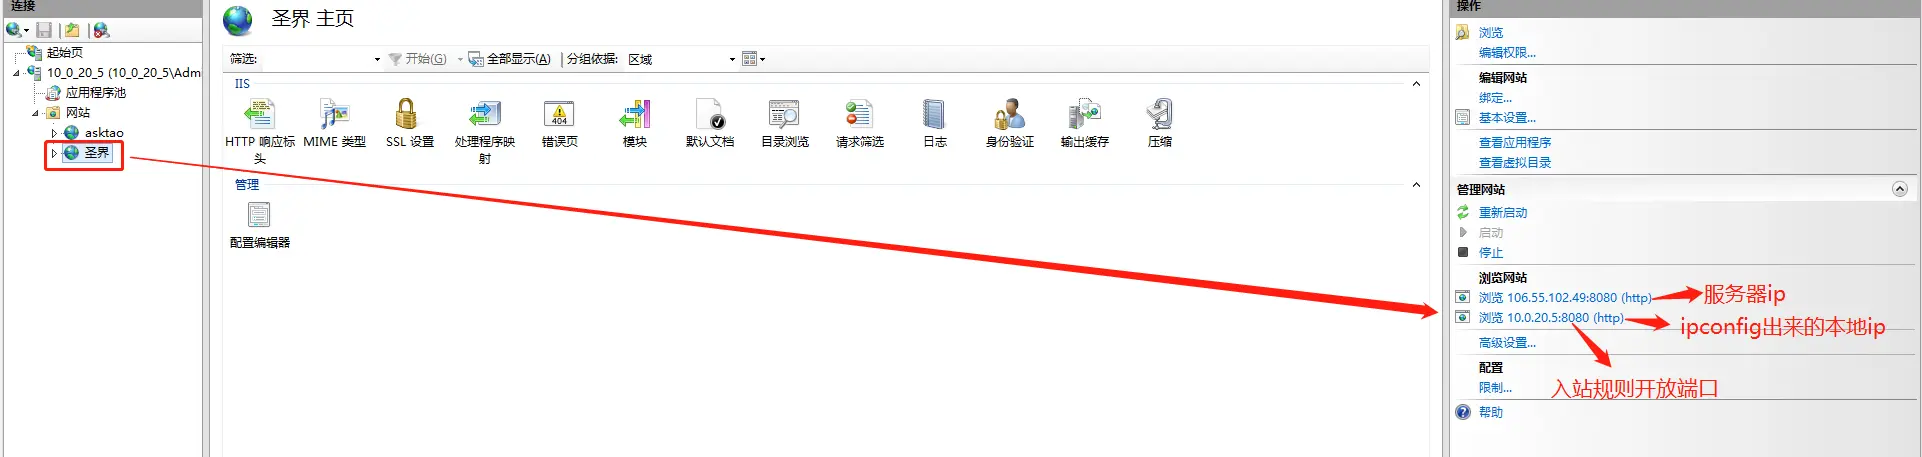 连接
起始页
10_0_20_5 (10_0_20_5\Adm
应用程序池
网站
asktao
圣界
圣界 主页
筛选:
开始(G)
全部显示(A)
分组依据:
区域
IIS
HTTP 响应标头
MIME 类型
SSL 设置
处理程序映射
错误页
404
模块
默认文档
目录浏览
请求筛选
日志
身份验证
输出缓存
压缩
管理
配置编辑器
操作
浏览
编辑权限...
编辑网站
绑定...
基本设置...
查看应用程序
查看虚拟目录
管理网站
重新启动
启动
停止
浏览网站
浏览 106.55.102.49:8080 (http)
服务器ip
浏览 10.0.20.5:8080 (http)
ipconfig出来的本地ip
高级设置...
配置
限制...
入站规则开放端口
帮助